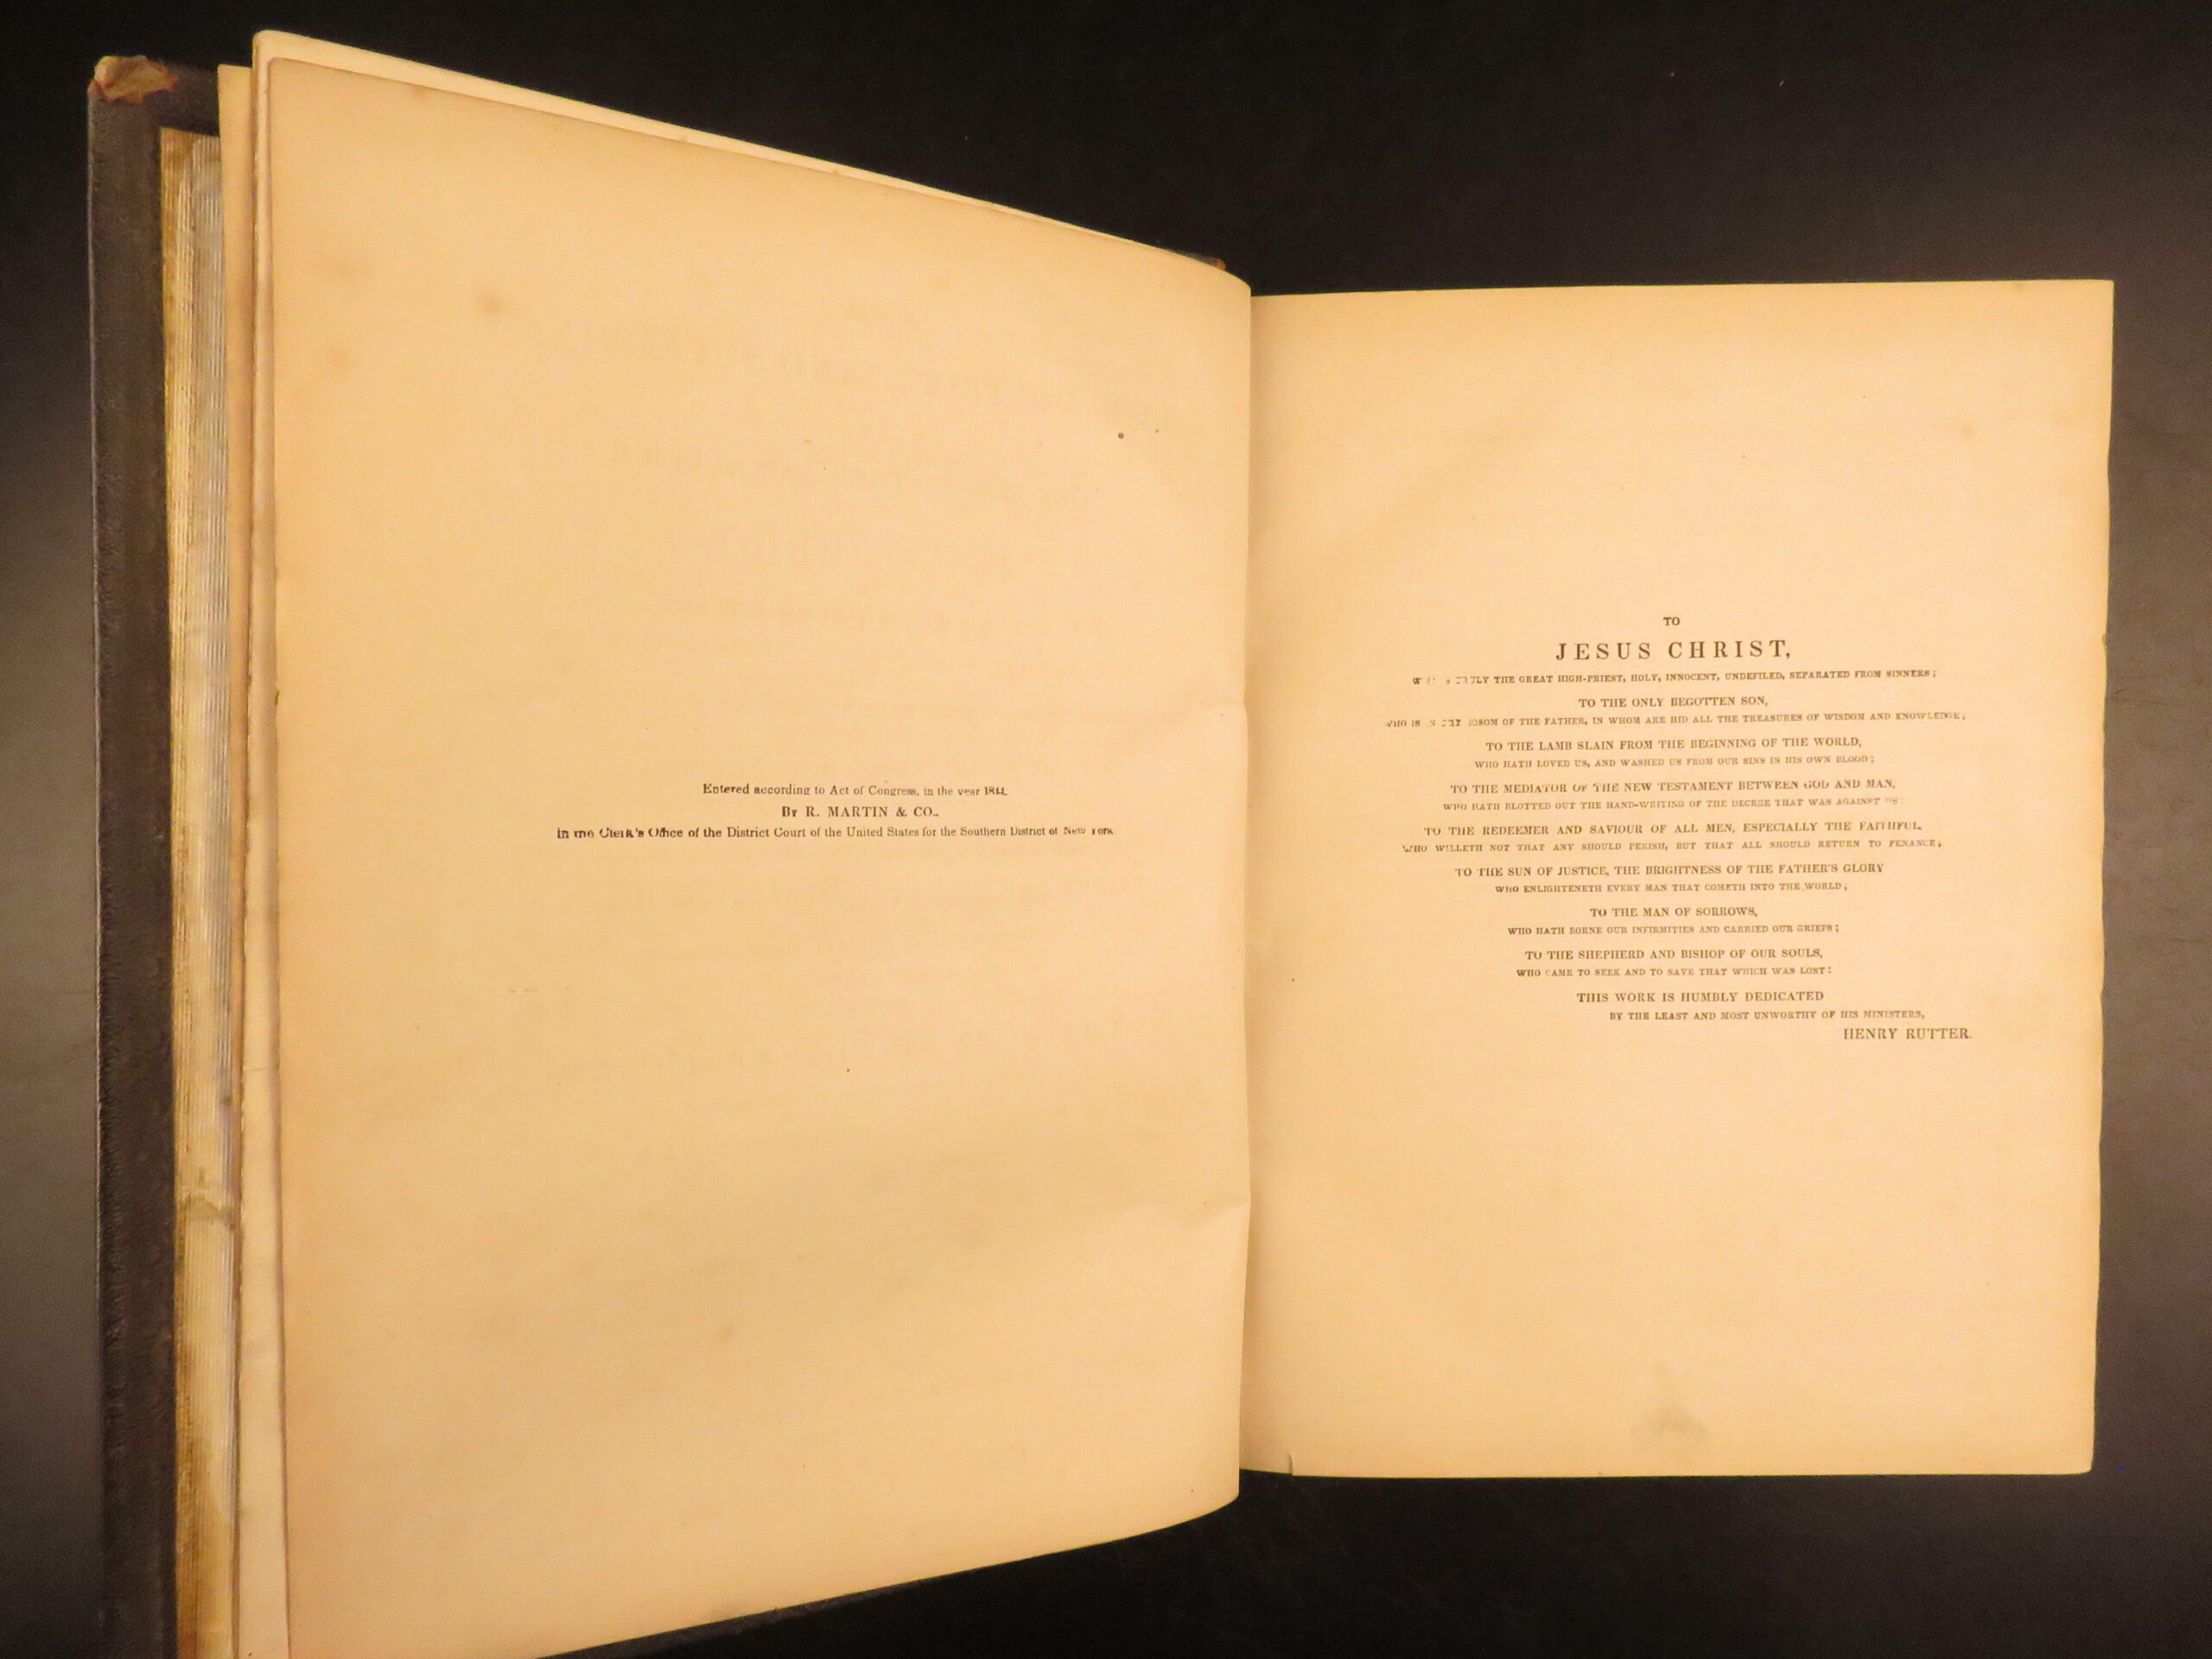 Entered according to Act of Congress, in the year 1844,
By R. MARTIN & CO.,
In the Clerk's Office of the District Court of the United States for the Southern District of New York
TO
JESUS CHRIST,
THE GREAT HIGH-PRIEST, HOLY, INNOCENT, UNDEFILED, SEPARATED FROM SINNERS;
TO THE ONLY BEGOTTEN SON,
WHO IS BOSOM OF THE FATHER, IN WHOM ARE HID ALL THE TREASURES OF WISDOM AND KNOWLEDGE;
TO THE LAMB SLAIN FROM THE BEGINNING OF THE WORLD,
WHO HATH LOVED US, AND WASHED US FROM OUR SINS IN HIS OWN BLOOD;
TO THE MEDIATOR OF THE NEW TESTAMENT BETWEEN GOD AND MAN,
WHO HATH BLOTTED OUT THE HAND-WRITING OF THE DECREE THAT WAS AGAINST US
TO THE REDEEMER AND SAVIOUR OF ALL MEN, ESPECIALLY THE FAITHFUL,
WHO WILLETH NOT THAT ANY SHOULD PERISH, BUT THAT ALL SHOULD RETURN TO PENANCE;
TO THE SUN OF JUSTICE, THE BRIGHTNESS OF THE FATHER'S GLORY
WHO ENLIGHTENETH EVERY MAN THAT COMETH INTO THE WORLD;
TO THE MAN OF SORROWS,
WHO HATH BORNE OUR INFIRMITIES AND CARRIED OUR GRIEFS;
TO THE SHEPHERD AND BISHOP OF OUR SOULS,
WHO CAME TO SEEK AND TO SAVE THAT WHICH WAS LOST:
THIS WORK IS HUMBLY DEDICATED
BY THE LEAST AND MOST UNWORTHY OF HIS MINISTERS,
HENRY RUTTER.